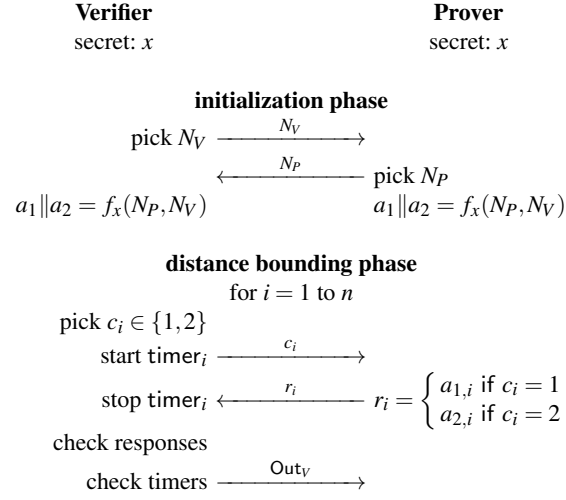 Verifier Prover
secret: x secret: x
initialization phase
pick N_V N_V
N_P pick N_P
a_1∥a_2 = f_x(N_P, N_V) a_1∥a_2 = f_x(N_P, N_V)
distance bounding phase
for i = 1 to n
pick c_i ∈ {1,2}
start timer_i c_i
stop timer_i r_i r_i = { a_{1,i} if c_i = 1
a_{2,i} if c_i = 2
check responses
check timers Out_V